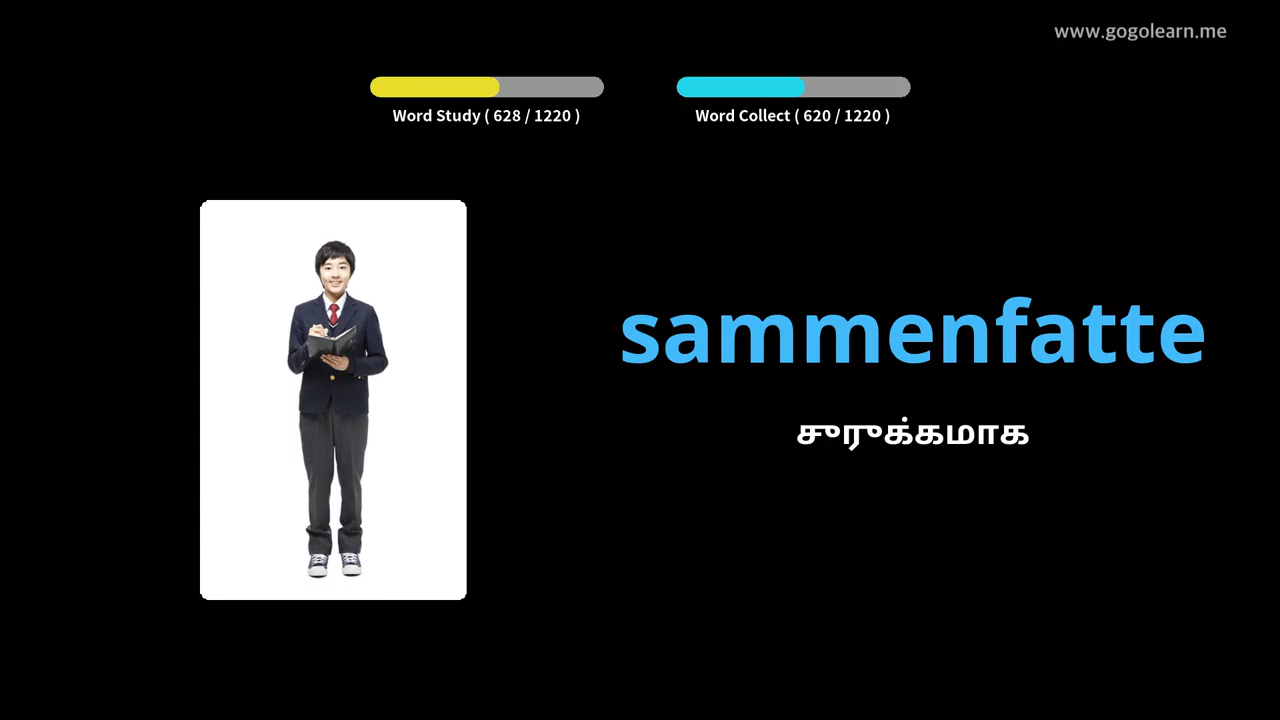 www.gogolearn.me
Word Study ( 628 / 1220 )
Word Collect ( 620 / 1220 )
sammenfatte
சுருக்கமாக